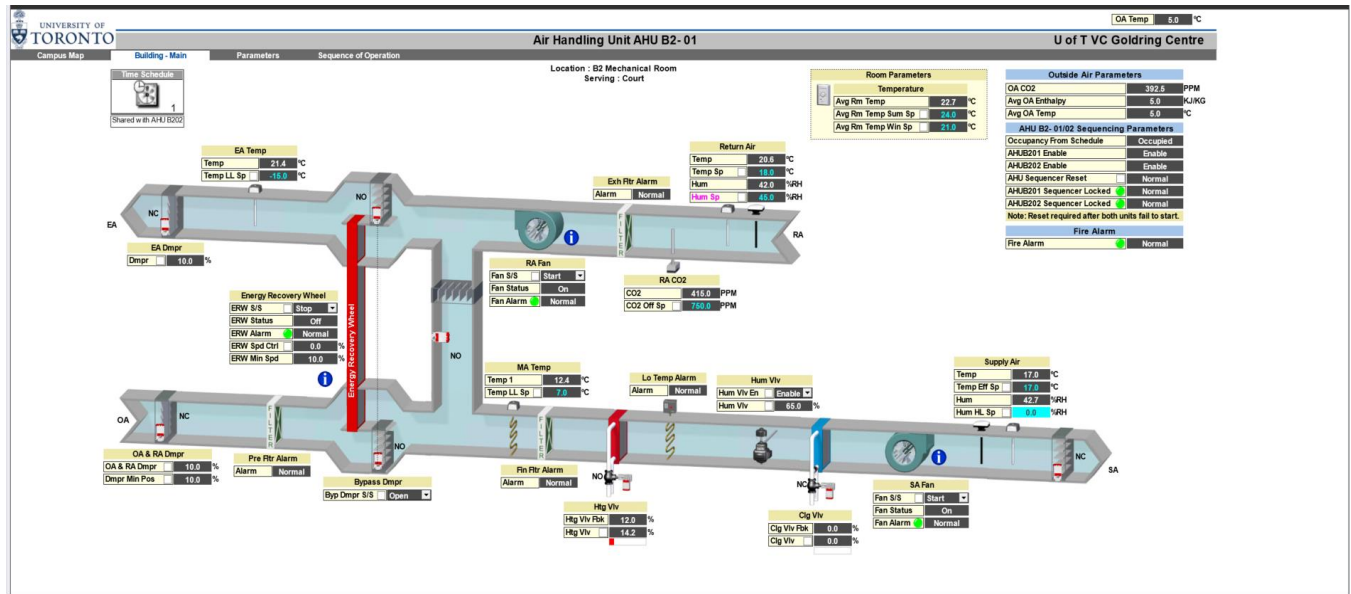 OA Temp 5.0 °C
UNIVERSITY OF
TORONTO
Air Handling Unit AHU B2- 01
U of T VC Goldring Centre
Campus Map Building - Main Parameters Sequence of Operation
Location : B2 Mechanical Room
Serving : Court
Time Schedule
1
Shared with AHU B202
Room Parameters
Temperature
Avg Rm Temp 22.7 °C
Avg Rm Temp Sum Sp 24.0 °C
Avg Rm Temp Win Sp 21.0 °C
Outside Air Parameters
OA CO2 392.5 PPM
Avg OA Enthalpy 5.0 KJ/KG
Avg OA Temp 5.0 °C
AHU B2- 01/02 Sequencing Parameters
Occupancy From Schedule Occupied
AHUB201 Enable Enable
AHUB202 Enable Enable
AHU Sequencer Reset Normal
AHUB201 Sequencer Locked Normal
AHUB202 Sequencer Locked Normal
Note: Reset required after both units fail to start.
Fire Alarm
Fire Alarm Normal
EA Temp
Temp 21.4 °C
Temp LL Sp -15.0 °C
Return Air
Temp 20.6 °C
Temp Sp 18.0 °C
Hum 42.0 %RH
Hum Sp 45.0 %RH
Exh Fltr Alarm
Alarm Normal
NO
NC
EA
FILTER
RA
EA Dmpr
Dmpr 10.0 %
RA Fan
Fan S/S Start
Fan Status On
Fan Alarm Normal
RA CO2
CO2 415.0 PPM
CO2 Off Sp 750.0 PPM
Energy Recovery Wheel
ERW S/S Stop
ERW Status Off
ERW Alarm Normal
ERW Spd Ctrl 0.0 %
ERW Min Spd 10.0 %
Energy Recovery Wheel
NO
MA Temp
Temp 1 12.4 °C
Temp LL Sp 7.0 °C
Lo Temp Alarm
Alarm Normal
Hum Vlv
Hum Vlv En Enable
Hum Vlv 65.0 %
Supply Air
Temp 17.0 °C
Temp Eff Sp 17.0 °C
Hum 42.7 %RH
Hum HL Sp 0.0 %RH
OA
NC
FILTER
NO
FILTER
NC
SA
OA & RA Dmpr
OA & RA Dmpr 10.0 %
Dmpr Min Pos 10.0 %
Pre Fltr Alarm
Alarm Normal
Bypass Dmpr
Byp Dmpr S/S Open
Fin Fltr Alarm
Alarm Normal
NO
NC
Htg Vlv
Htg Vlv Fbk 12.0 %
Htg Vlv 14.2 %
Clg Vlv
Clg Vlv Fbk 0.0 %
Clg Vlv 0.0 %
SA Fan
Fan S/S Start
Fan Status On
Fan Alarm Normal